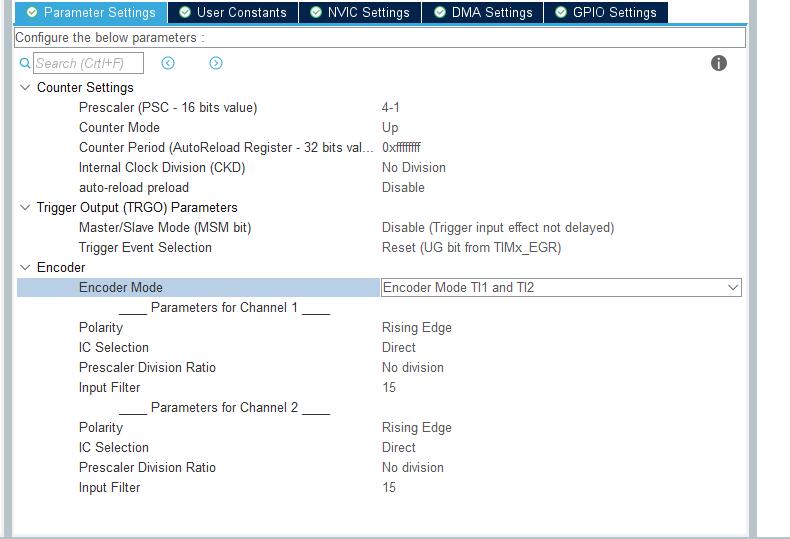 Parameter Settings User Constants NVIC Settings DMA Settings GPIO Settings
Configure the below parameters :
Search (Crtl+F)
Counter Settings
Prescaler (PSC - 16 bits value) 4-1
Counter Mode Up
Counter Period (AutoReload Register - 32 bits val... 0xffffffff
Internal Clock Division (CKD) No Division
auto-reload preload Disable
Trigger Output (TRGO) Parameters
Master/Slave Mode (MSM bit) Disable (Trigger input effect not delayed)
Trigger Event Selection Reset (UG bit from TIMx_EGR)
Encoder
Encoder Mode Encoder Mode TI1 and TI2
____ Parameters for Channel 1 ____
Polarity Rising Edge
IC Selection Direct
Prescaler Division Ratio No division
Input Filter 15
____ Parameters for Channel 2 ____
Polarity Rising Edge
IC Selection Direct
Prescaler Division Ratio No division
Input Filter 15